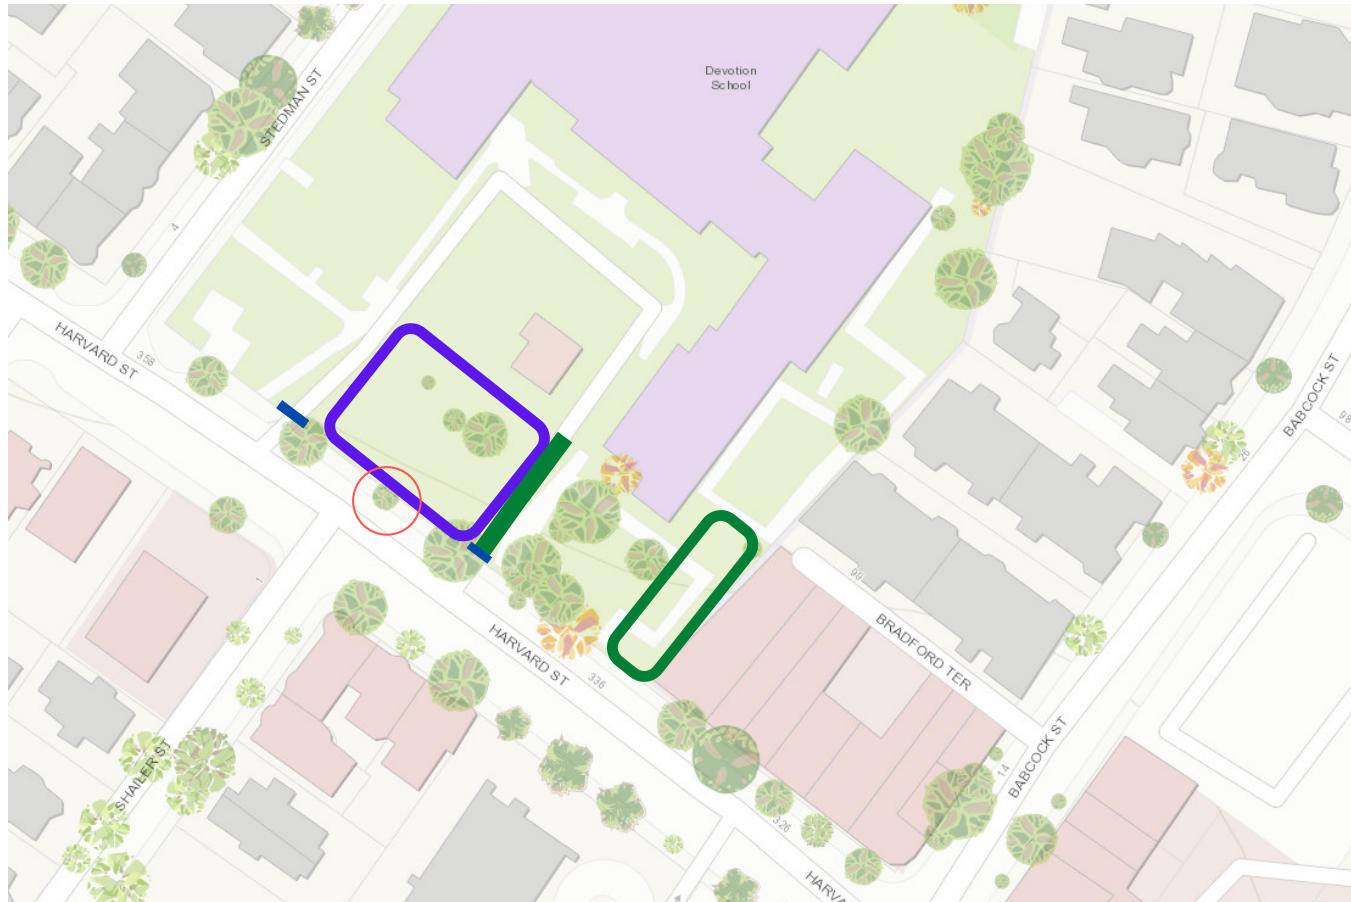 Devotion
School
STEDMAN ST
4
HARVARD ST
358
BABCOCK ST
98
26
1
99
BRADFORD TER
HARVARD ST
336
BABCOCK ST
14
SHAILER ST
326
HARVA